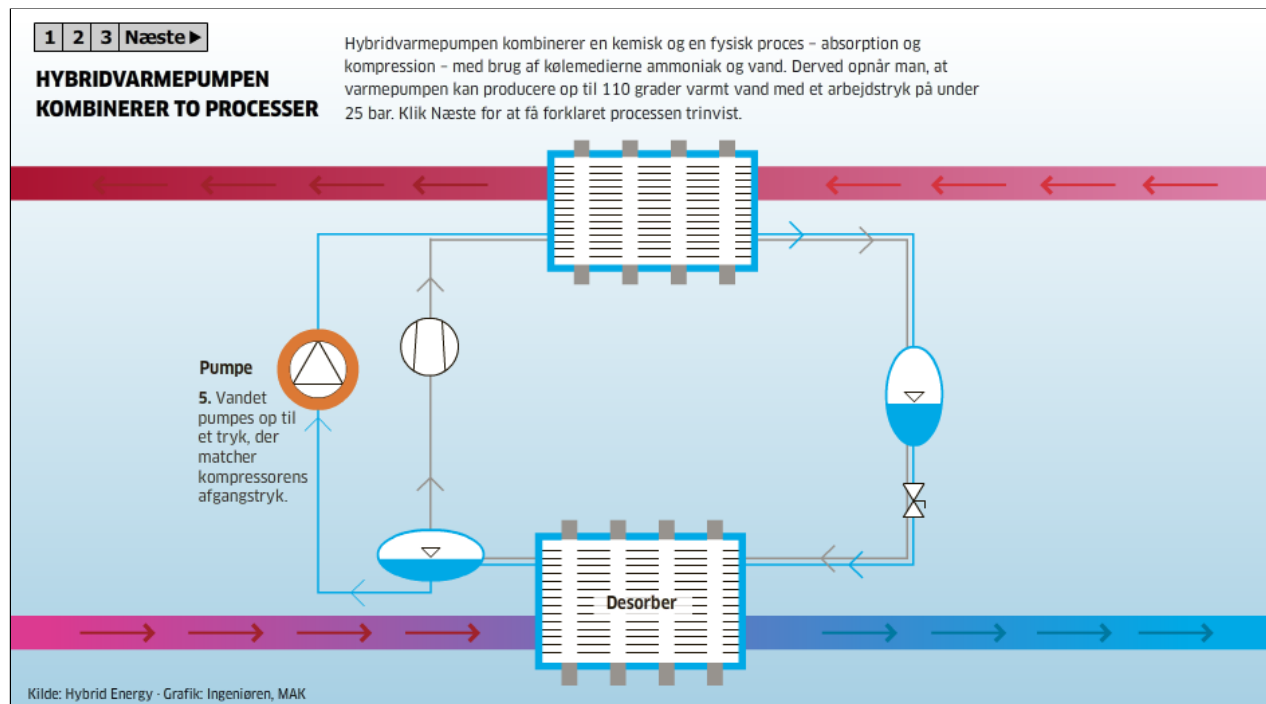 1 2 3 Næste►
HYBRIDVARMEPUMPEN
KOMBINERER TO PROCESSER
Hybridvarmepumpen kombinerer en kemisk og en fysisk proces – absorption og
kompression – med brug af kølemedierne ammoniak og vand. Derved opnår man, at
varmepumpen kan producere op til 110 grader varmt vand med et arbejdstryk på under
25 bar. Klik Næste for at få forklaret processen trinvist.
Pumpe
5. Vandet
pumpes op til
et tryk, der
matcher
kompressorens
afgangstryk.
Desorber
Kilde: Hybrid Energy · Grafik: Ingeniøren, MAK